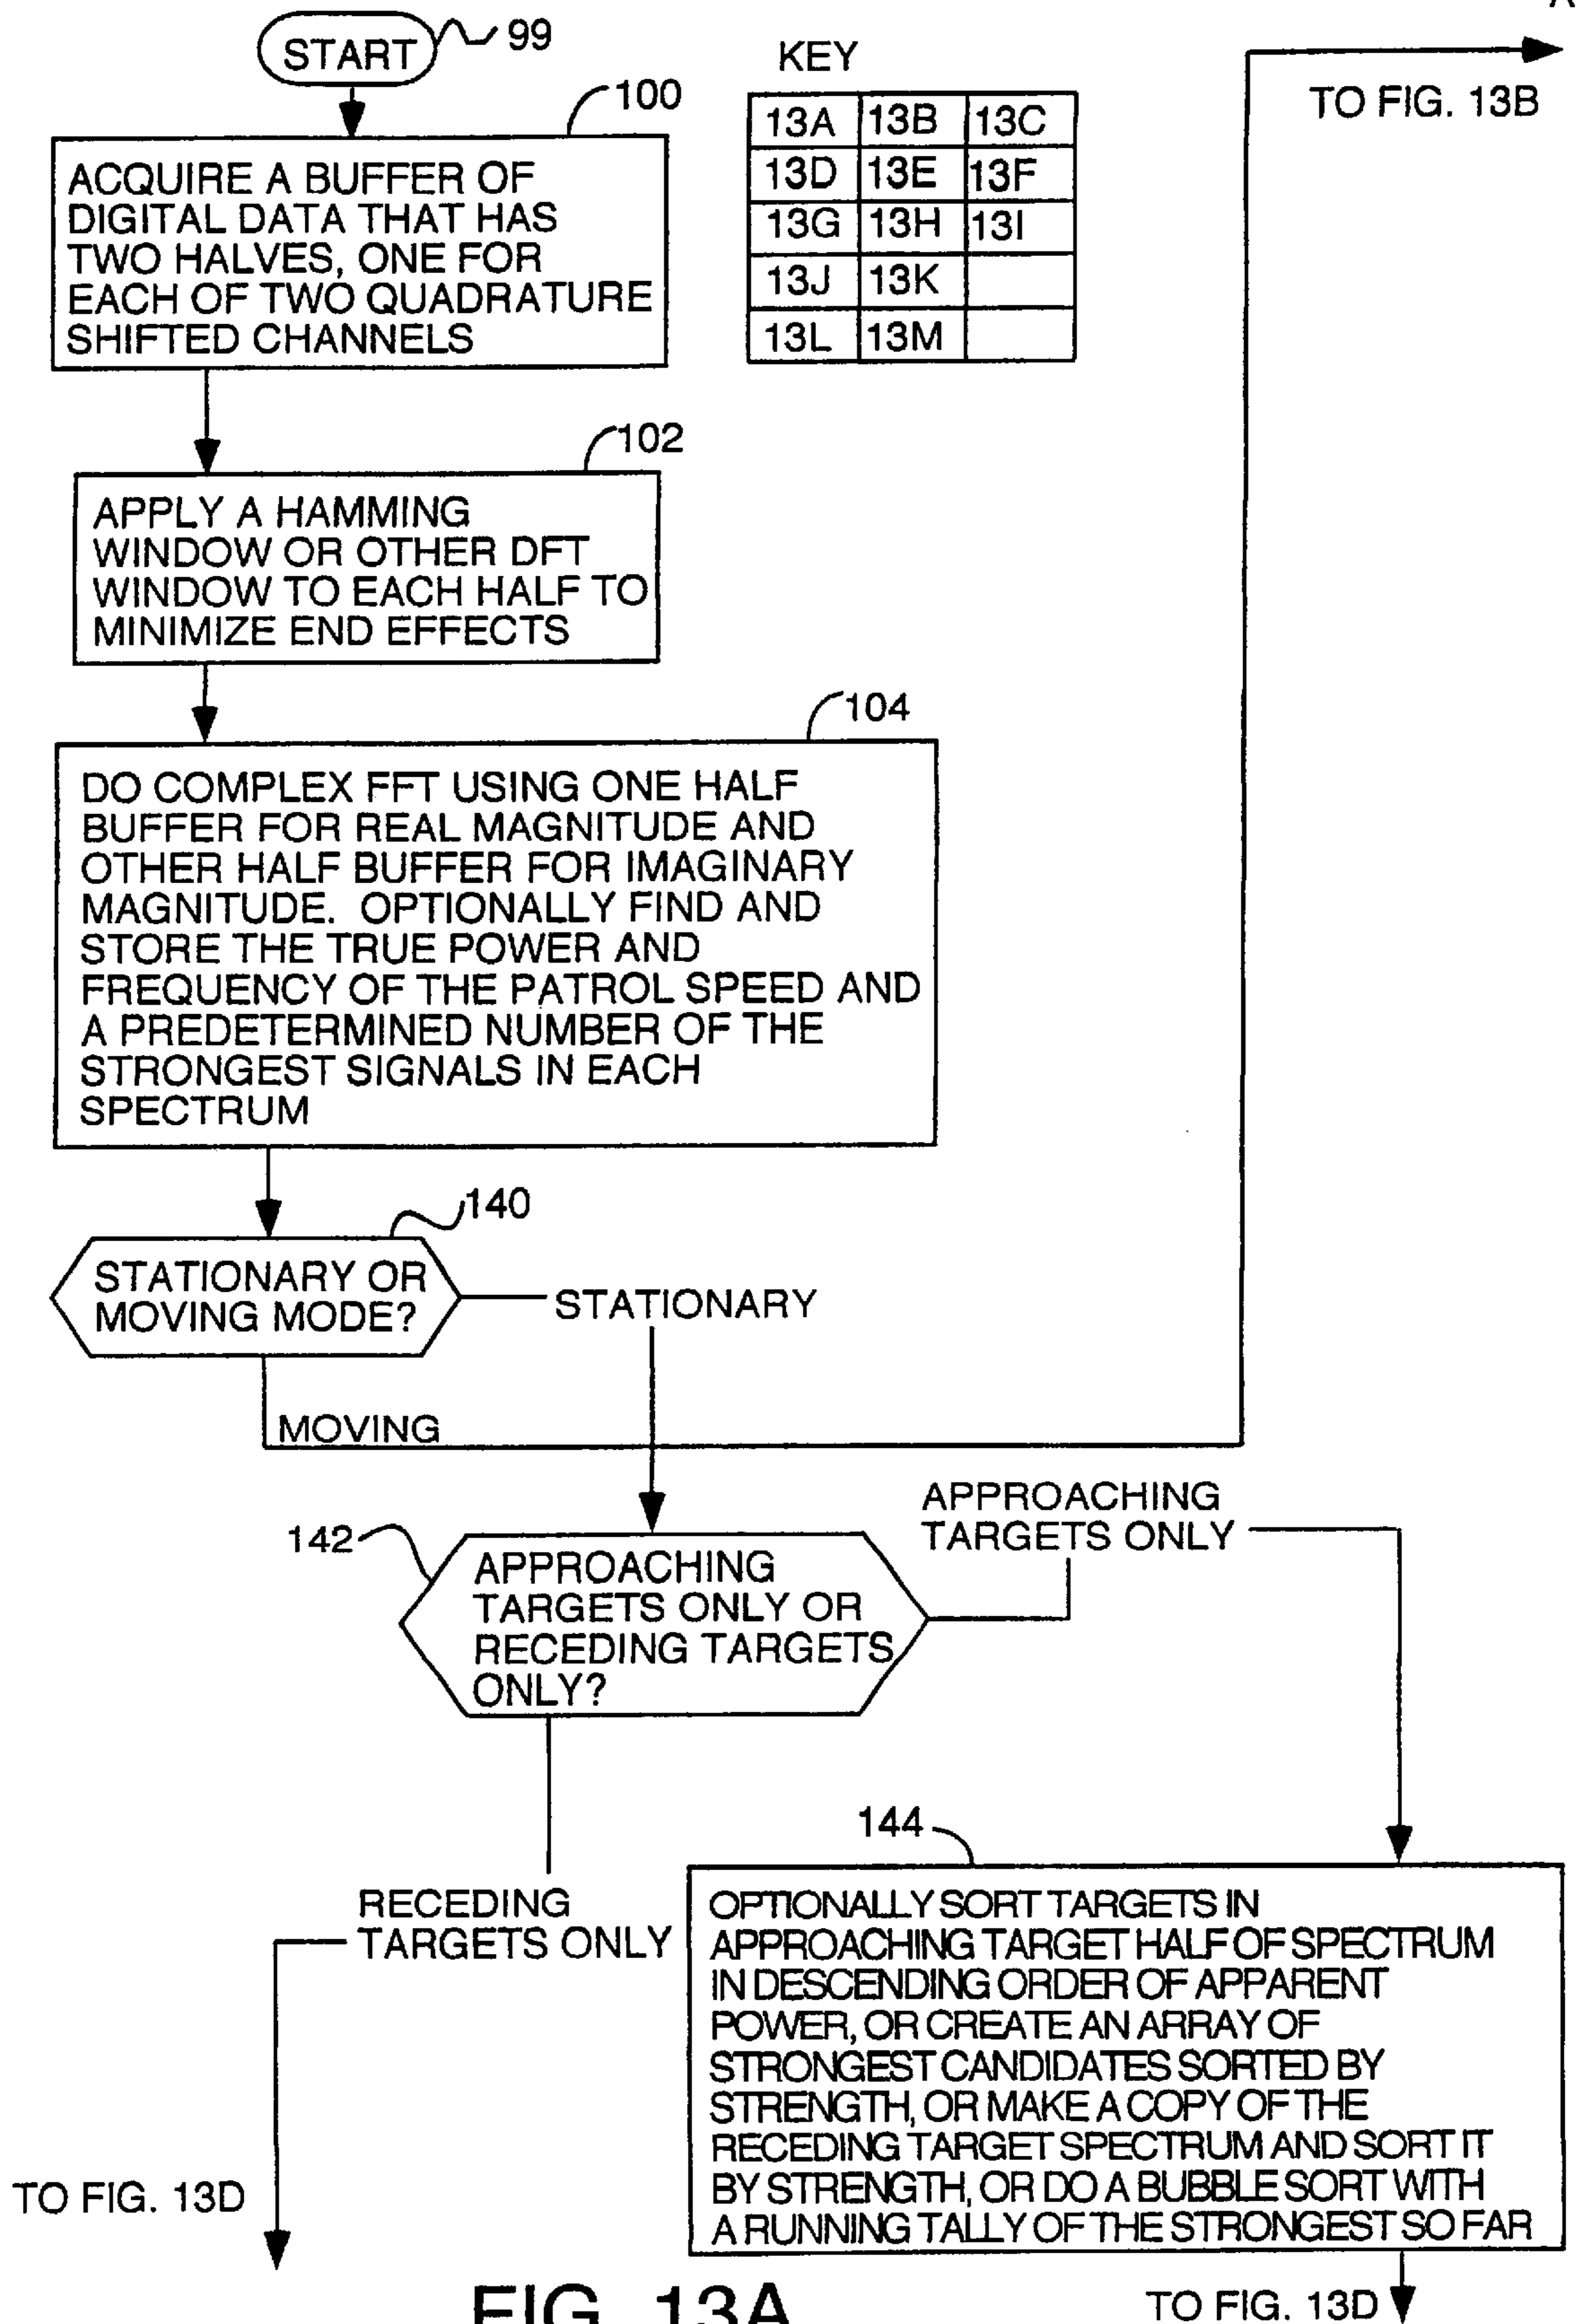 START
99
KEY
13A 13B 13C
13D 13E 13F
13G 13H 13I
13J 13K
13L 13M
TO FIG. 13B
100
ACQUIRE A BUFFER OF
DIGITAL DATA THAT HAS
TWO HALVES, ONE FOR
EACH OF TWO QUADRATURE
SHIFTED CHANNELS
102
APPLY A HAMMING
WINDOW OR OTHER DFT
WINDOW TO EACH HALF TO
MINIMIZE END EFFECTS
104
DO COMPLEX FFT USING ONE HALF
BUFFER FOR REAL MAGNITUDE AND
OTHER HALF BUFFER FOR IMAGINARY
MAGNITUDE. OPTIONALLY FIND AND
STORE THE TRUE POWER AND
FREQUENCY OF THE PATROL SPEED AND
A PREDETERMINED NUMBER OF THE
STRONGEST SIGNALS IN EACH
SPECTRUM
140
STATIONARY OR
MOVING MODE?
STATIONARY
MOVING
142
APPROACHING
TARGETS ONLY OR
RECEDING TARGETS
ONLY?
APPROACHING
TARGETS ONLY
RECEDING
TARGETS ONLY
TO FIG. 13D
144
OPTIONALLY SORT TARGETS IN
APPROACHING TARGET HALF OF SPECTRUM
IN DESCENDING ORDER OF APPARENT
POWER, OR CREATE AN ARRAY OF
STRONGEST CANDIDATES SORTED BY
STRENGTH, OR MAKE A COPY OF THE
RECEDING TARGET SPECTRUM AND SORT IT
BY STRENGTH, OR DO A BUBBLE SORT WITH
A RUNNING TALLY OF THE STRONGEST SO FAR
TO FIG. 13D
FIG. 13A